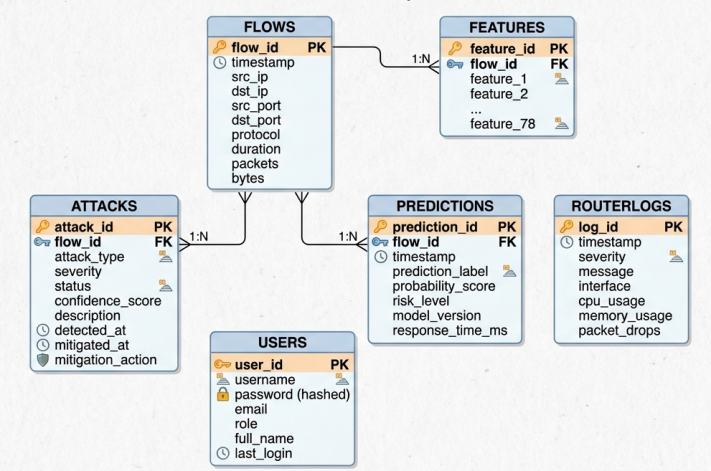 FLOWS
flow_id PK
timestamp
src_ip
dst_ip
src_port
dst_port
protocol
duration
packets
bytes
1:N
FEATURES
feature_id PK
flow_id FK
feature_1
feature_2
...
feature_78
ATTACKS
attack_id PK
flow_id FK
attack_type
severity
status
confidence_score
description
detected_at
mitigated_at
mitigation_action
1:N
1:N
PREDICTIONS
prediction_id PK
flow_id FK
timestamp
prediction_label
probability_score
risk_level
model_version
response_time_ms
ROUTERLOGS
log_id PK
timestamp
severity
message
interface
cpu_usage
memory_usage
packet_drops
USERS
user_id PK
username
password (hashed)
email
role
full_name
last_login